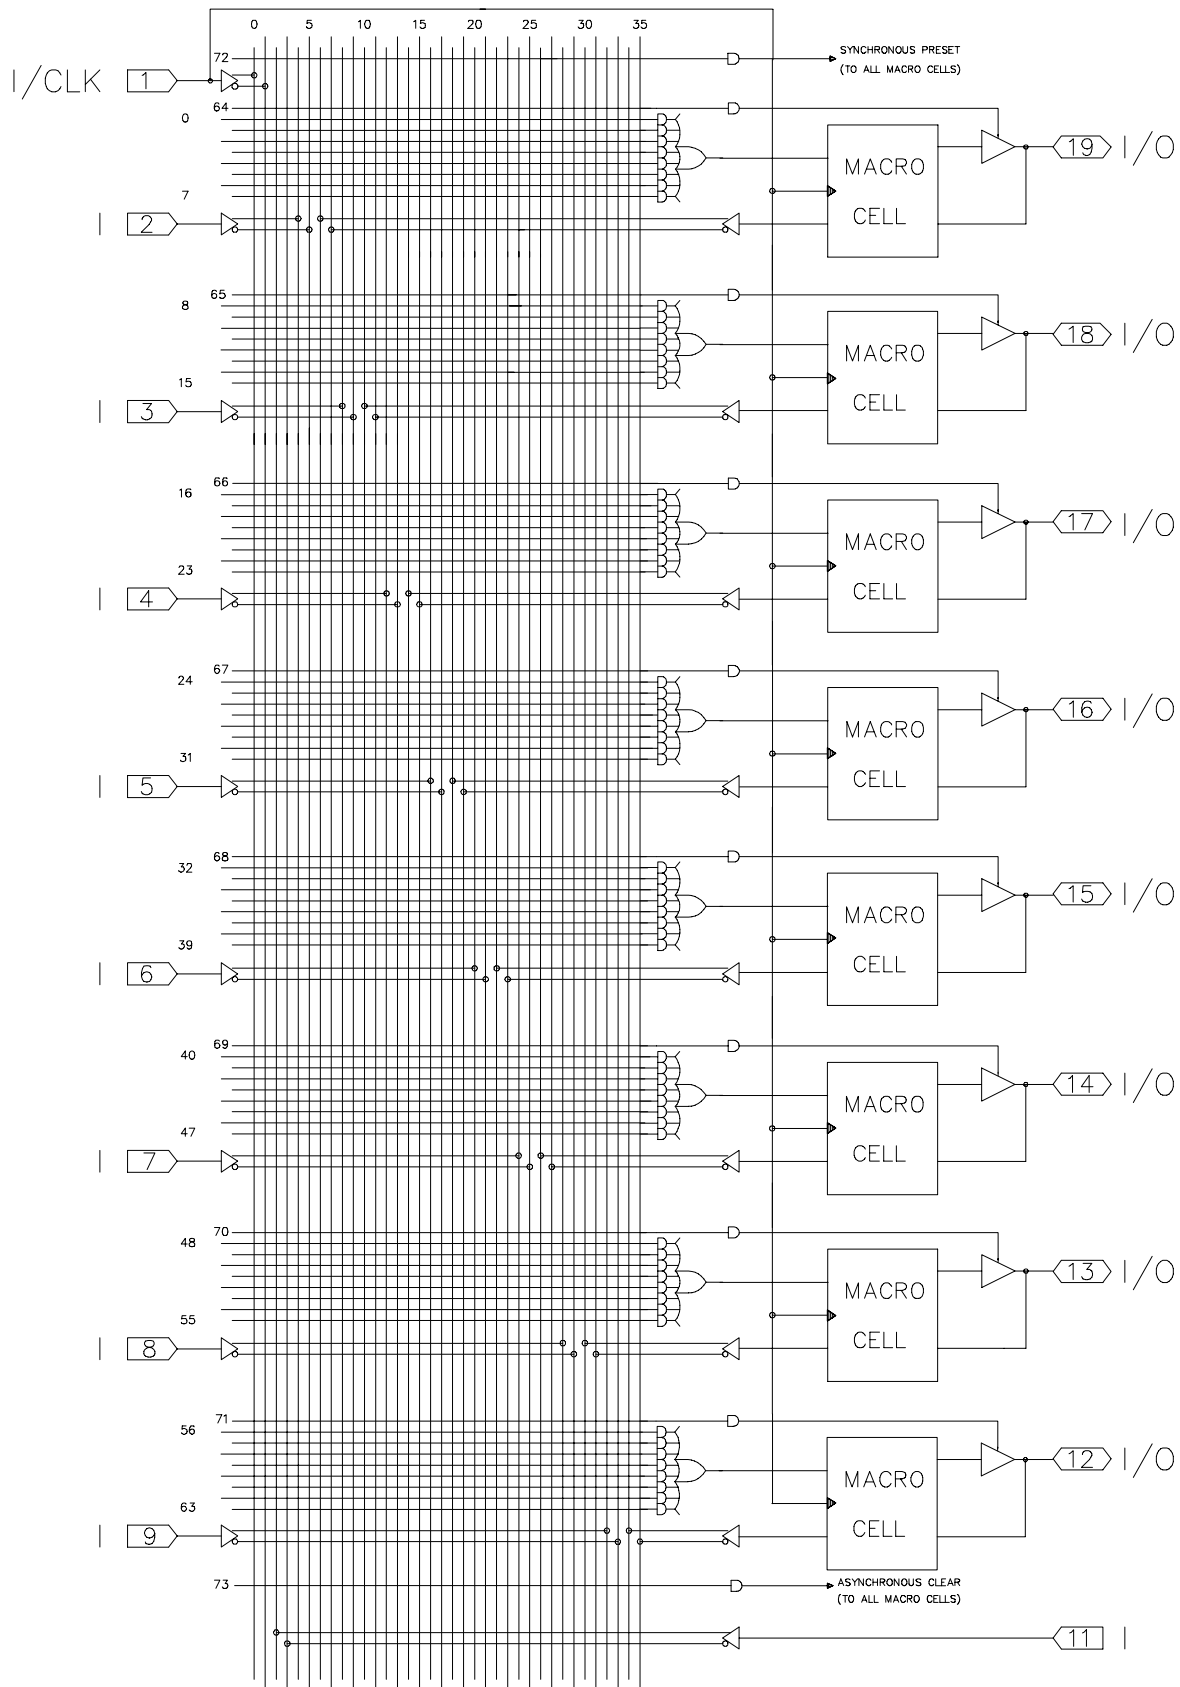 0 5 10 15 20 25 30 35
72 SYNCHRONOUS PRESET
(TO ALL MACRO CELLS)
I/CLK 1
64
0
MACRO
CELL
19 I/O
7
I 2
65
8
MACRO
CELL
18 I/O
15
I 3
66
16
MACRO
CELL
17 I/O
23
I 4
67
24
MACRO
CELL
16 I/O
31
I 5
68
32
MACRO
CELL
15 I/O
39
I 6
69
40
MACRO
CELL
14 I/O
47
I 7
70
48
MACRO
CELL
13 I/O
55
I 8
71
56
MACRO
CELL
12 I/O
63
I 9
73 ASYNCHRONOUS CLEAR
(TO ALL MACRO CELLS)
11 I